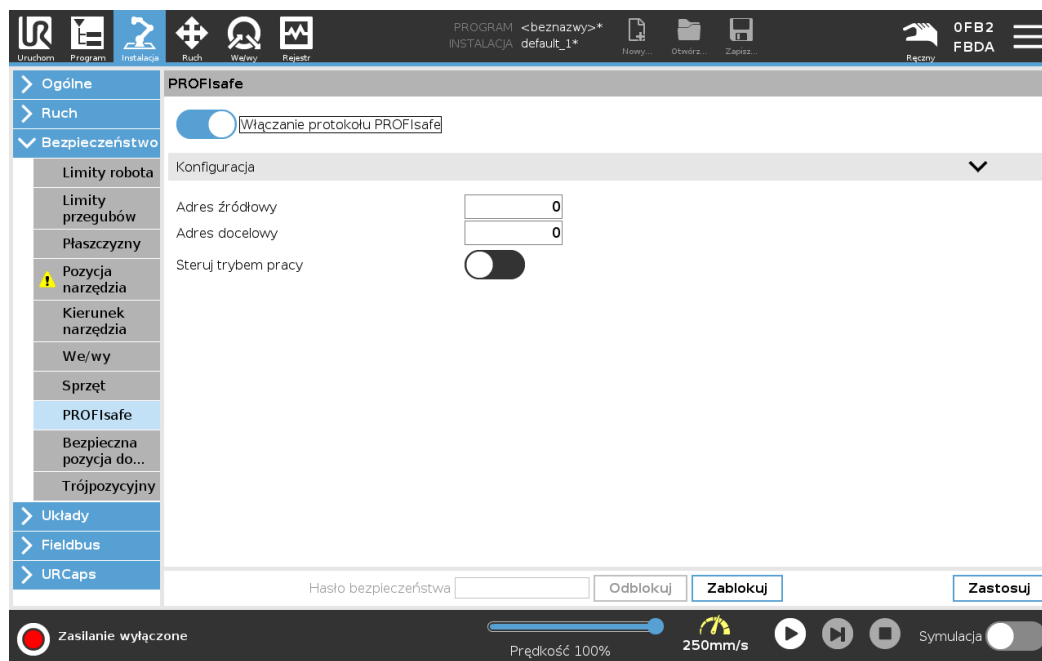 PROGRAM <beznazwy>*
INSTALACJA default_1*
Uruchom Program Instalacja Ruch We/wy Rejestr
Nowy... Otwórz... Zapisz...
Ręczny
0FB2
FBDA
Ogólne
Ruch
Bezpieczeństwo
Limity robota
Limity
przegubów
Płaszczyzny
Pozycja
narzędzia
Kierunek
narzędzia
We/wy
Sprzęt
PROFIsafe
Bezpieczna
pozycja do...
Trójpozycyjny
Układy
Fieldbus
URCaps
PROFIsafe
Włączanie protokołu PROFIsafe
Konfiguracja
Adres źródłowy 0
Adres docelowy 0
Steruj trybem pracy
Hasło bezpieczeństwa Odblokuj Zablokuj Zastosuj
Zasilanie wyłączone
Prędkość 100%
250mm/s
Symulacja